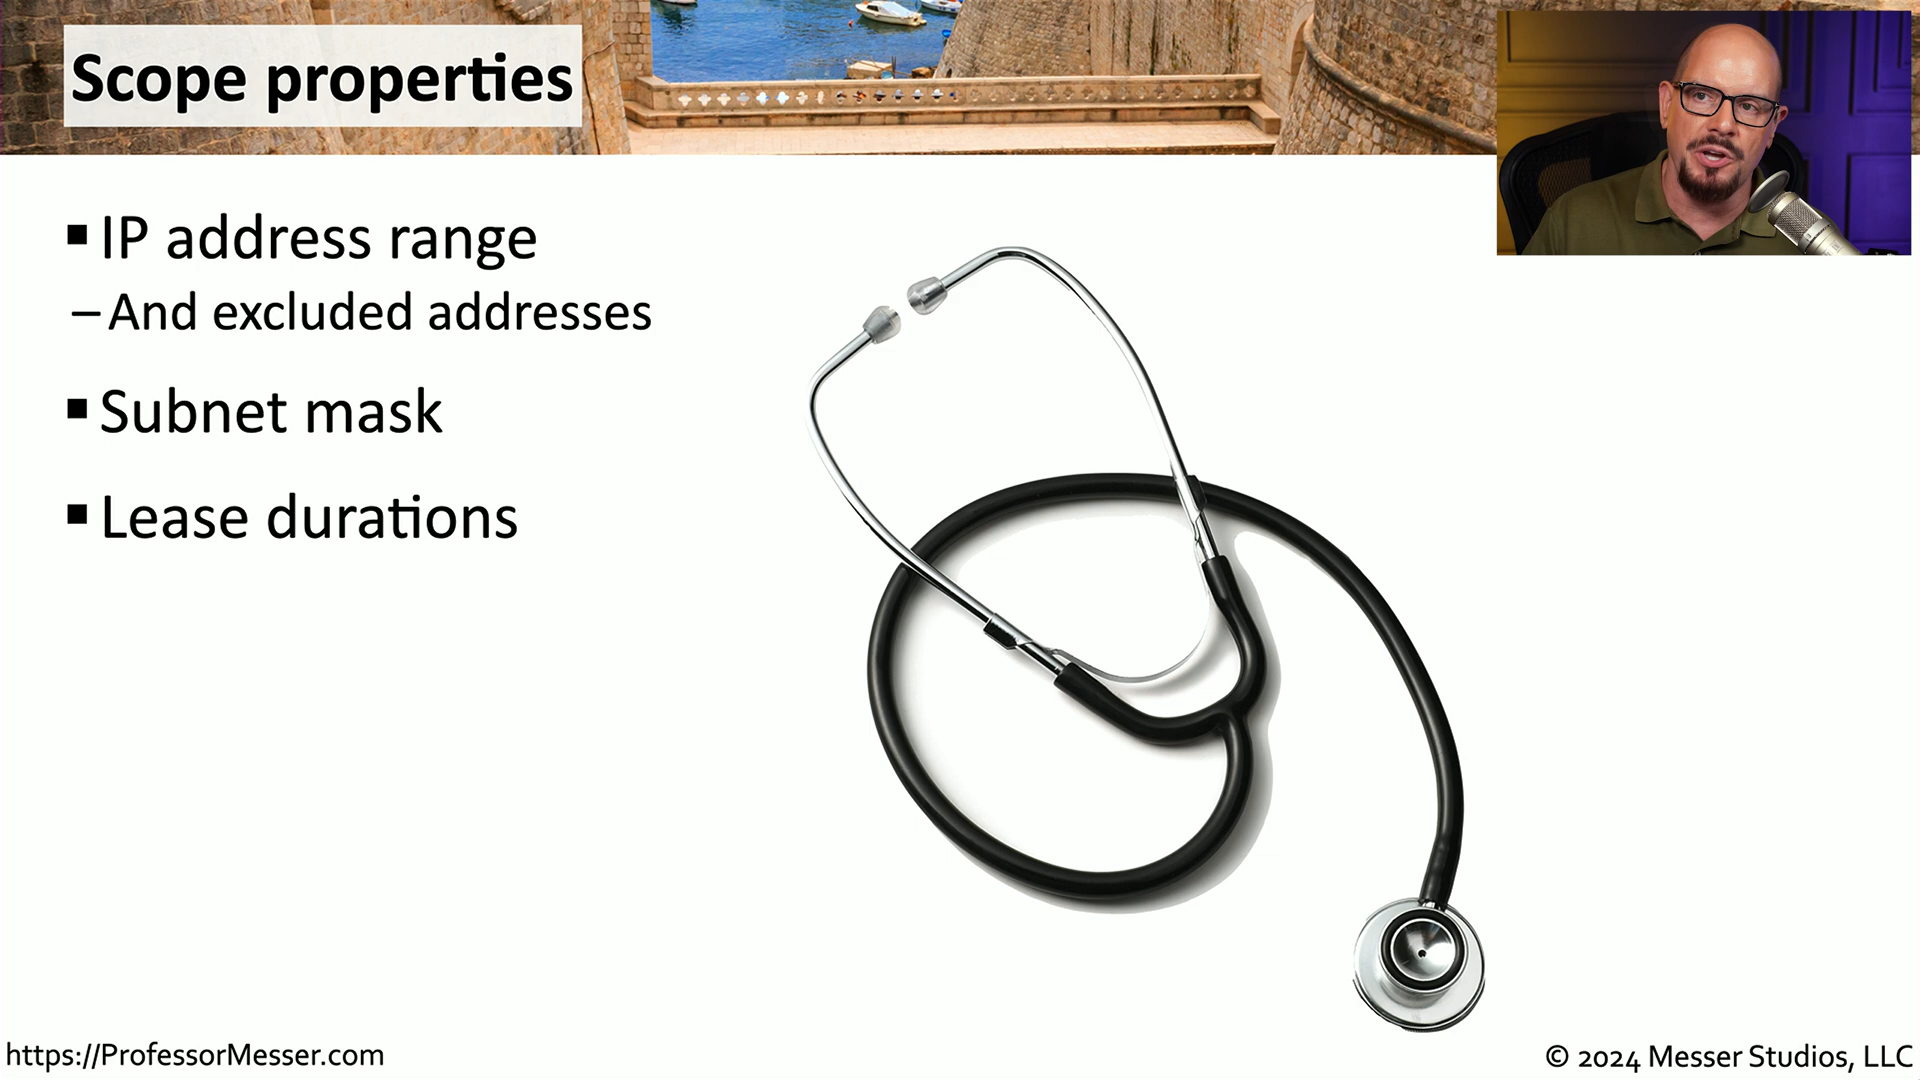 Scope properties
▪ IP address range
– And excluded addresses
▪ Subnet mask
▪ Lease durations
https://ProfessorMesser.com
© 2024 Messer Studios, LLC